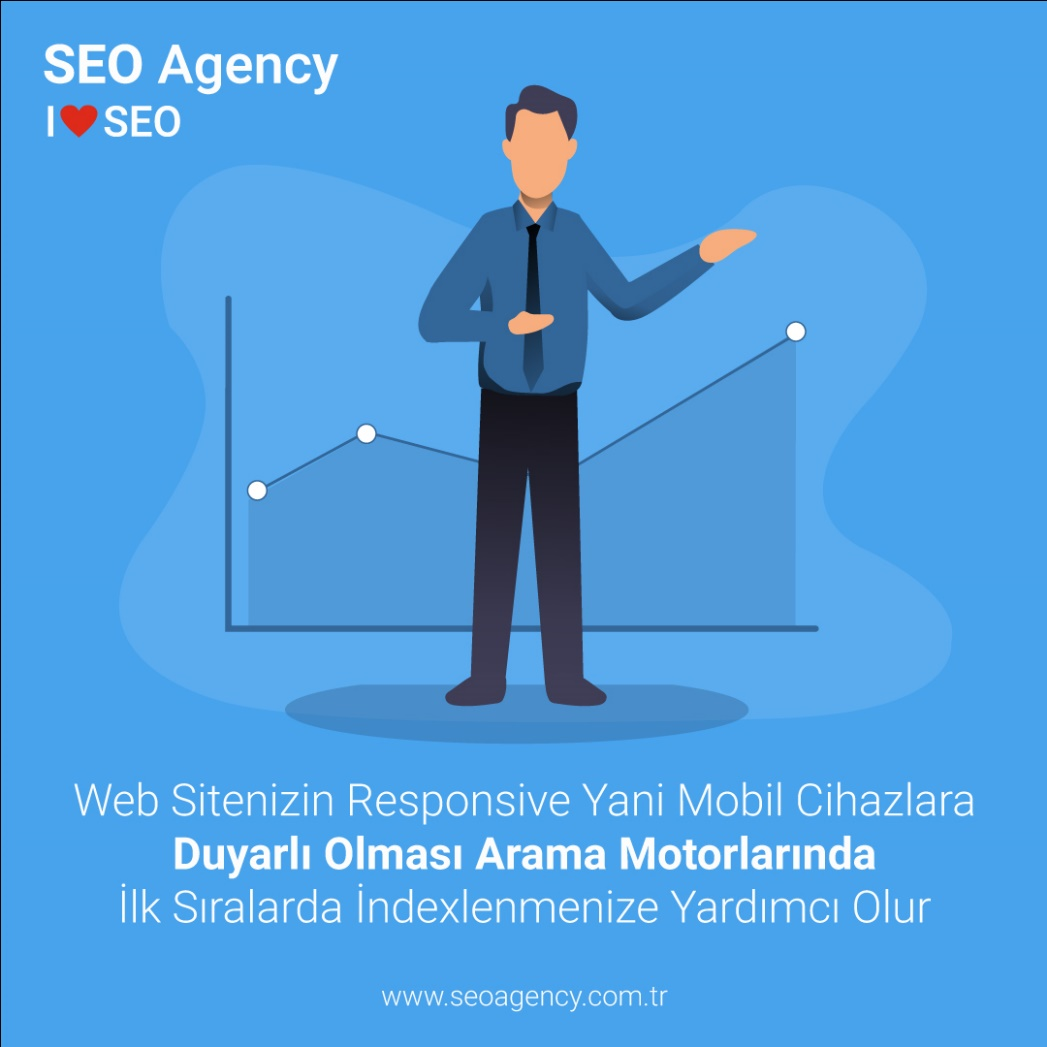 SEO Agency
I ❤ SEO
Web Sitenizin Responsive Yani Mobil Cihazlara
Duyarlı Olması Arama Motorlarında
İlk Sıralarda İndexlenmenize Yardımcı Olur
www.seoagency.com.tr